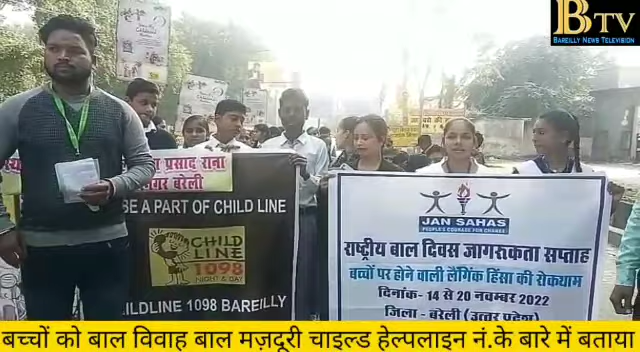 BTV
BAREILLY NEWS TELEVISION
प्रसाद राना
नगर बरेली
BE A PART OF CHILD LINE
CHILD
LINE
1098
NIGHT & DAY
CHILDLINE 1098 BAREILLY
JAN SAHAS
PEOPLE'S COURAGE FOR CHANGE
राष्ट्रीय बाल दिवस जागरूकता सप्ताह
बच्चों पर होने वाली लैंगिक हिंसा की रोकथाम
दिनांक- 14 से 20 नवम्बर 2022
जिला - बरेली (उत्तर प्रदेश)
बच्चों को बाल विवाह बाल मज़दूरी चाइल्ड हेल्पलाइन नं.के बारे में बताया